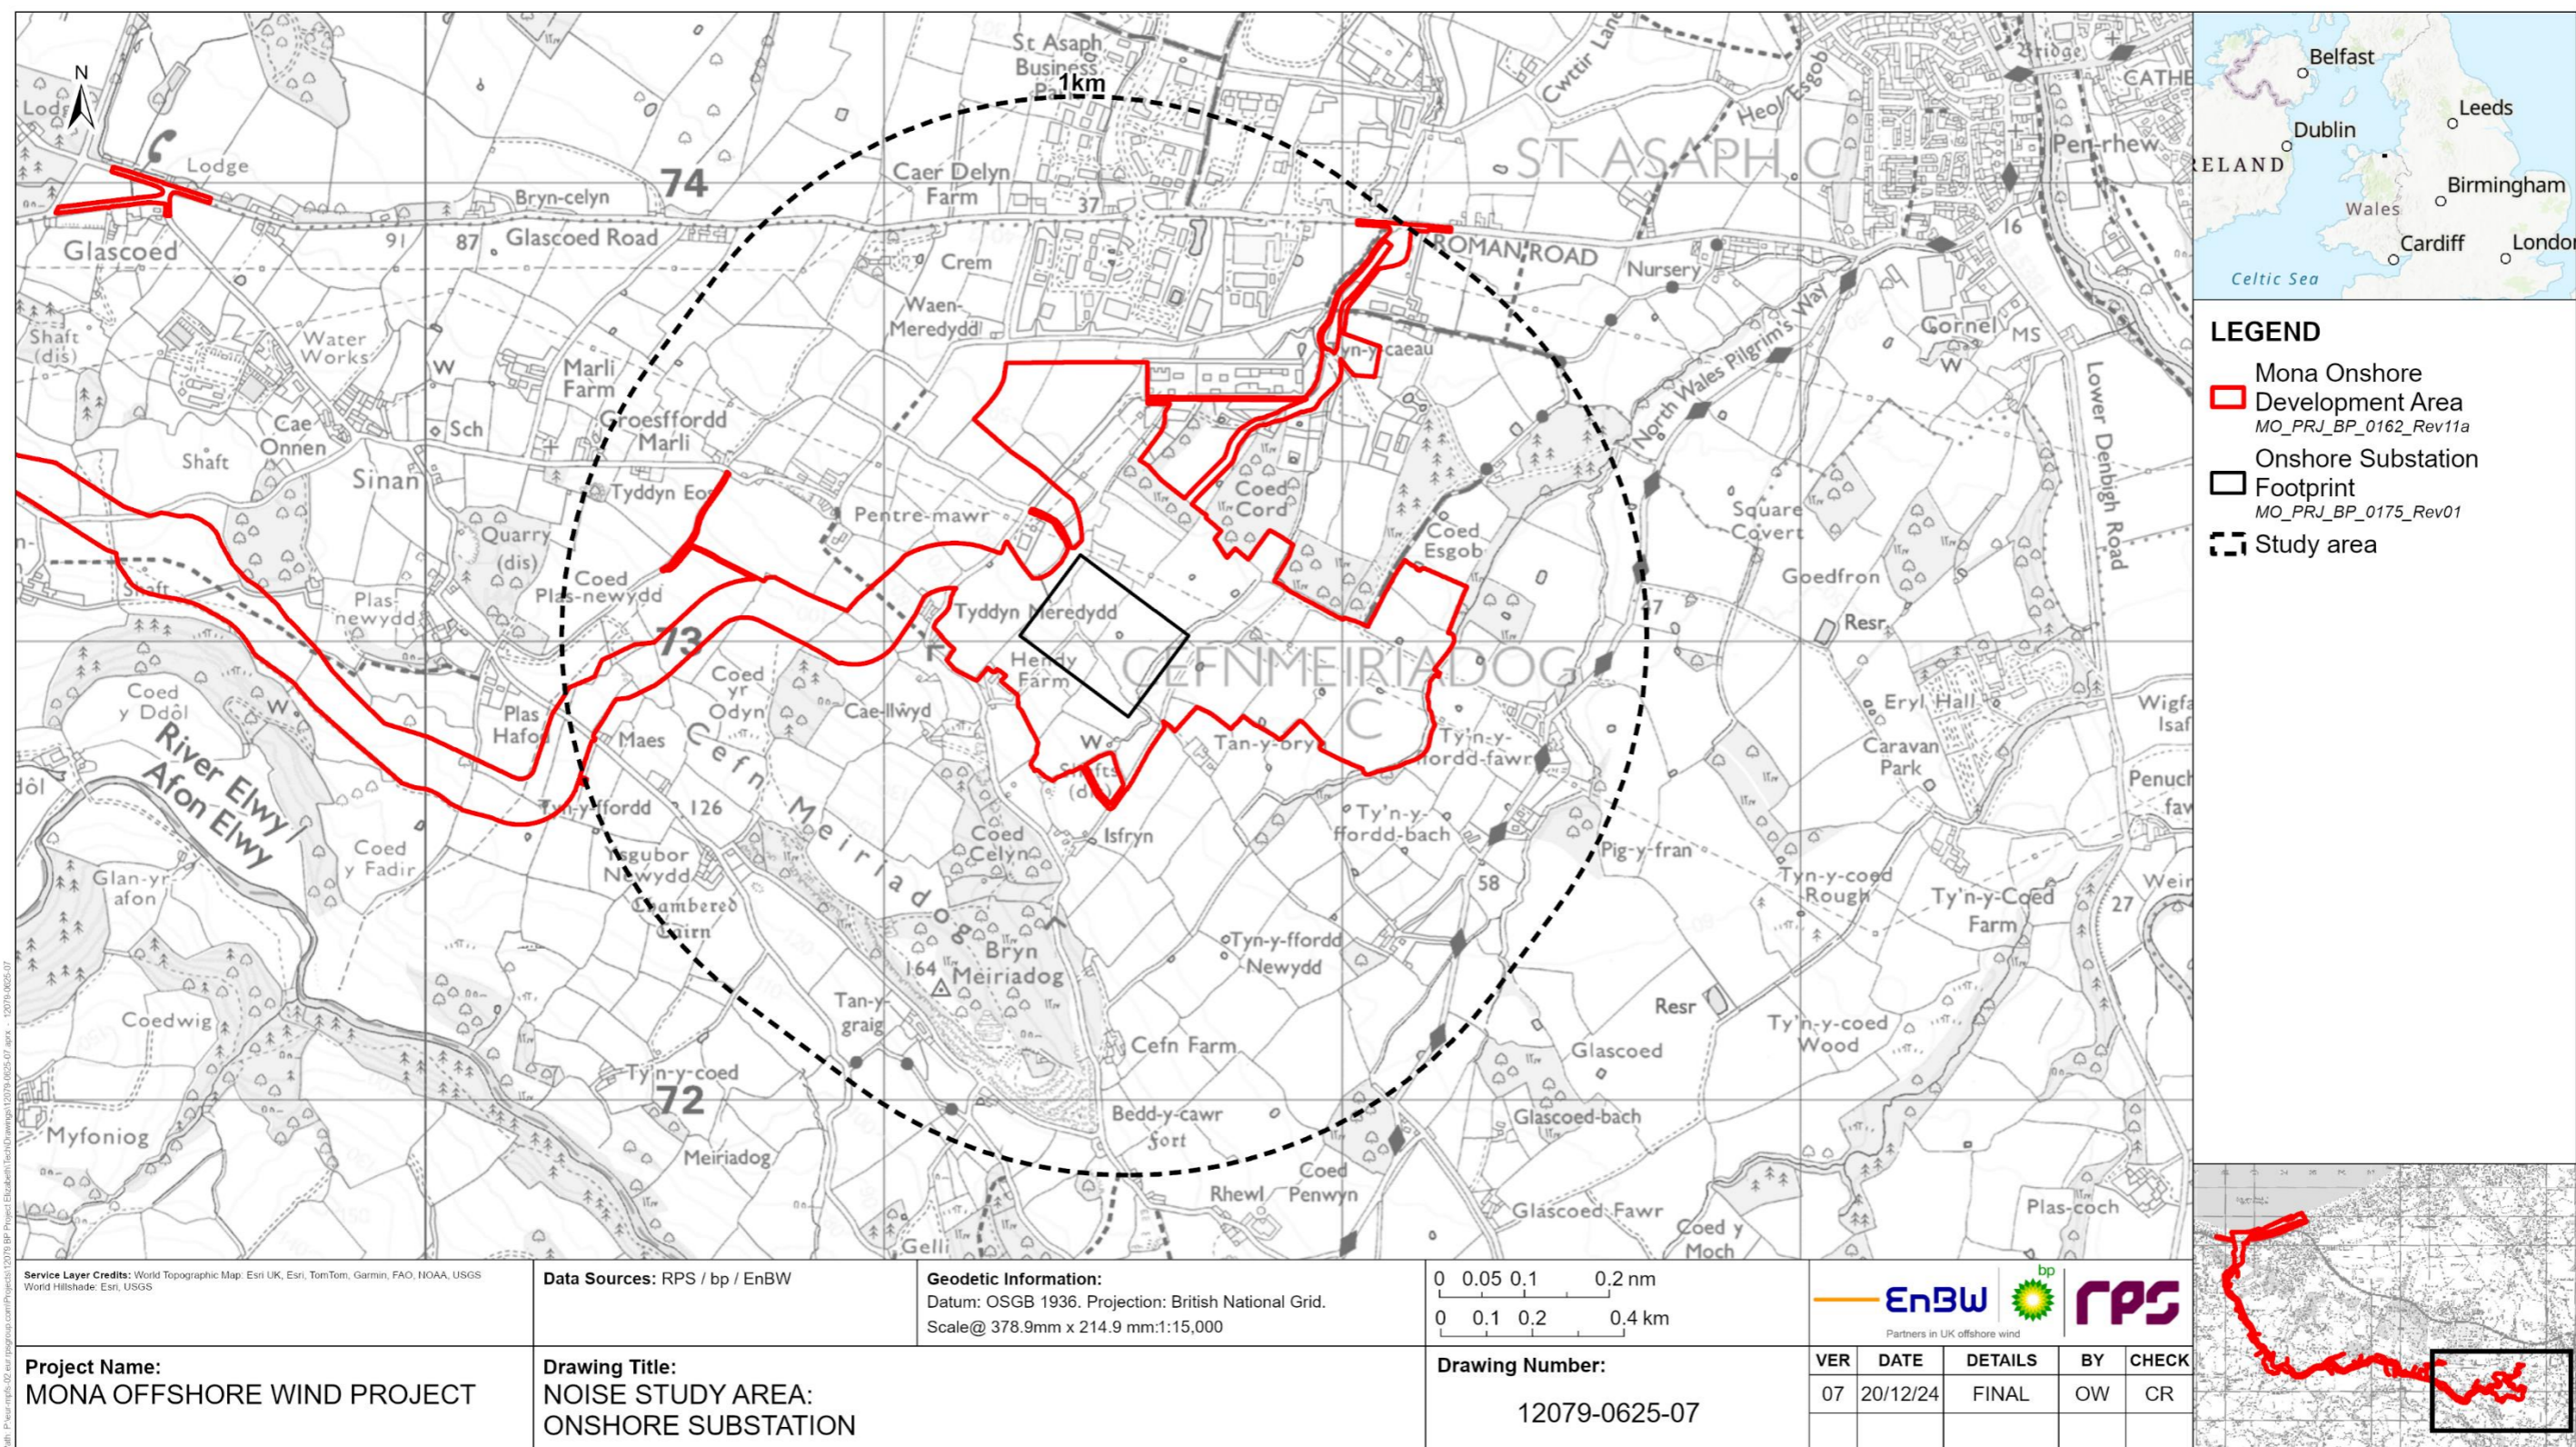 St Asaph
Business
Park
1km
N
Lodge
Lodge
Glascoed
Bryn-celyn
74
Glascoed Road
91
87
Caer Delyn
Farm
37
Crem
Waen-
Meredydd
ST ASAPH C
Cwttir Lane
Heol Esgob
Bridge
CATHE
Pen-rhew
16
ROMAN ROAD
Nursery
North Wales Pilgrim's Way
Cornel
MS
W
Lower Denbigh Road
Shaft
(dis)
Water
Works
W
Marli
Farm
Groesffordd
Marli
Cae
Onnen
Sch
Shaft
Sinan
Tyddyn Eos
Pentre-mawr
Tyn-y-caeau
Coed
Cord
Coed
Esgob
Square
Covert
Goedfron
Resr
47
Quarry
(dis)
Coed
Plas-newydd
Shaft
Plas-
newydd
73
Tyddyn Meredydd
Hendy
Farm
CEFNMEIRIADOG
C
Coed
y Ddôl
W
River Elwy /
Afon Elwy
Plas
Hafod
Maes
Coed
yr
Odyn
Cae-llwyd
Cefn Meiriadog
W
Shafts
(dis)
Tan-y-bryn
Ty'n-y-
ffordd-fawr
Eryl Hall
Caravan
Park
Wigfa
Isaf
Penuch
faw
dôl
Tyn-y-ffordd
126
Coed
y Fadir
Glan-yr-
afon
Ysgubor
Newydd
Chambered
Cairn
Coed
Celyn
Isfryn
Ty'n-y-
ffordd-bach
58
Pig-y-fran
Tyn-y-coed
Rough
Ty'n-y-Coed
Farm
Weir
27
Bryn
Meiriadog
164
Tyn-y-ffordd
Newydd
Tan-y-
graig
Cefn Farm
Resr
Ty'n-y-coed
Wood
Coedwig
Ty'n-y-coed
72
Glascoed
Glascoed-bach
Myfoniog
Meiriadog
Bedd-y-cawr
Fort
Coed
Penwyn
Rhewl
Gelli
Glascoed Fawr
Coed y
Moch
Plas-coch
Belfast
Leeds
Dublin
RELAND
Birmingham
Wales
Cardiff
Londo
Celtic Sea
LEGEND
Mona Onshore
Development Area
MO_PRJ_BP_0162_Rev11a
Onshore Substation
Footprint
MO_PRJ_BP_0175_Rev01
Study area
Service Layer Credits: World Topographic Map: Esri UK, Esri, TomTom, Garmin, FAO, NOAA, USGS
World Hillshade: Esri, USGS
Data Sources: RPS / bp / EnBW
Geodetic Information:
Datum: OSGB 1936. Projection: British National Grid.
Scale@ 378.9mm x 214.9 mm:1:15,000
0 0.05 0.1 0.2 nm
0 0.1 0.2 0.4 km
EnBW
bp
rps
Partners in UK offshore wind
Project Name:
MONA OFFSHORE WIND PROJECT
Drawing Title:
NOISE STUDY AREA:
ONSHORE SUBSTATION
Drawing Number:
12079-0625-07
VER DATE DETAILS BY CHECK
07 20/12/24 FINAL OW CR